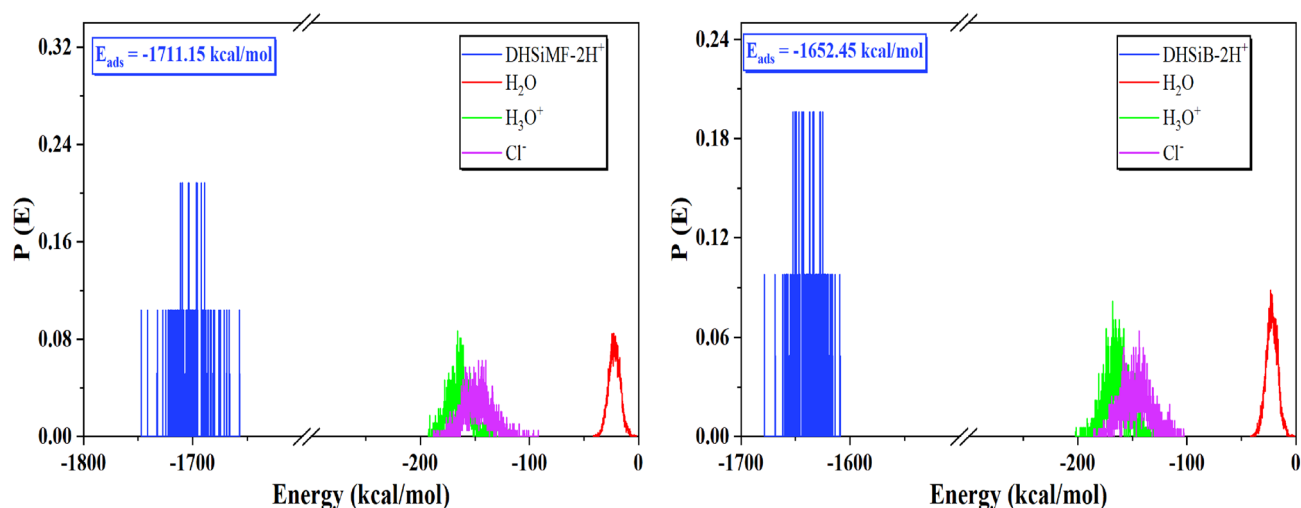 E_ads = -1711.15 kcal/mol
DHSiMF-2H⁺
H₂O
H₃O⁺
Cl⁻
P (E)
0.32
0.24
0.16
0.08
0.00
-1800
-1700
-200
-100
0
Energy (kcal/mol)
E_ads = -1652.45 kcal/mol
DHSiB-2H⁺
H₂O
H₃O⁺
Cl⁻
P (E)
0.24
0.18
0.12
0.06
0.00
-1700
-1600
-200
-100
0
Energy (kcal/mol)